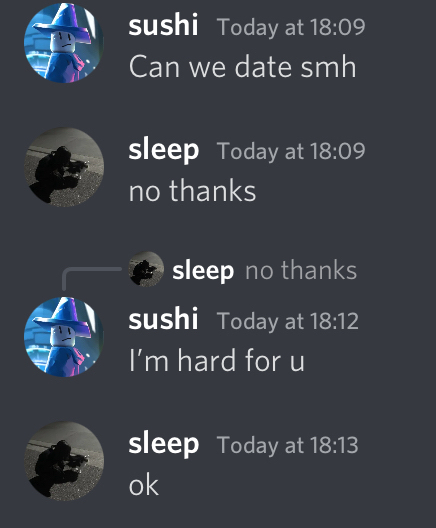 sushi Today at 18:09
Can we date smh
sleep Today at 18:09
no thanks
sleep no thanks
sushi Today at 18:12
I'm hard for u
sleep Today at 18:13
ok